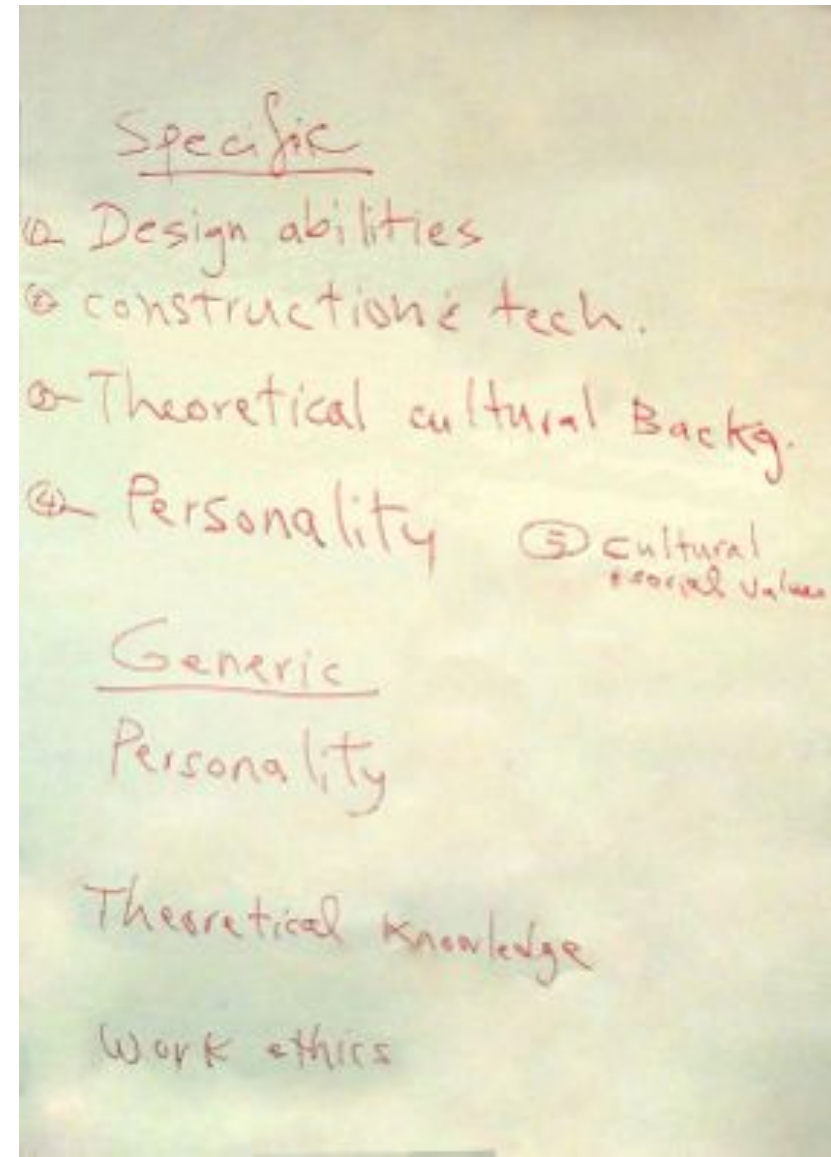 Specific
①- Design abilities
②- construction & tech.
③- Theoretical cultural Backg.
④- Personality
⑤ cultural
& social values
Generic
Personality
Theoretical Knowledge
Work ethics